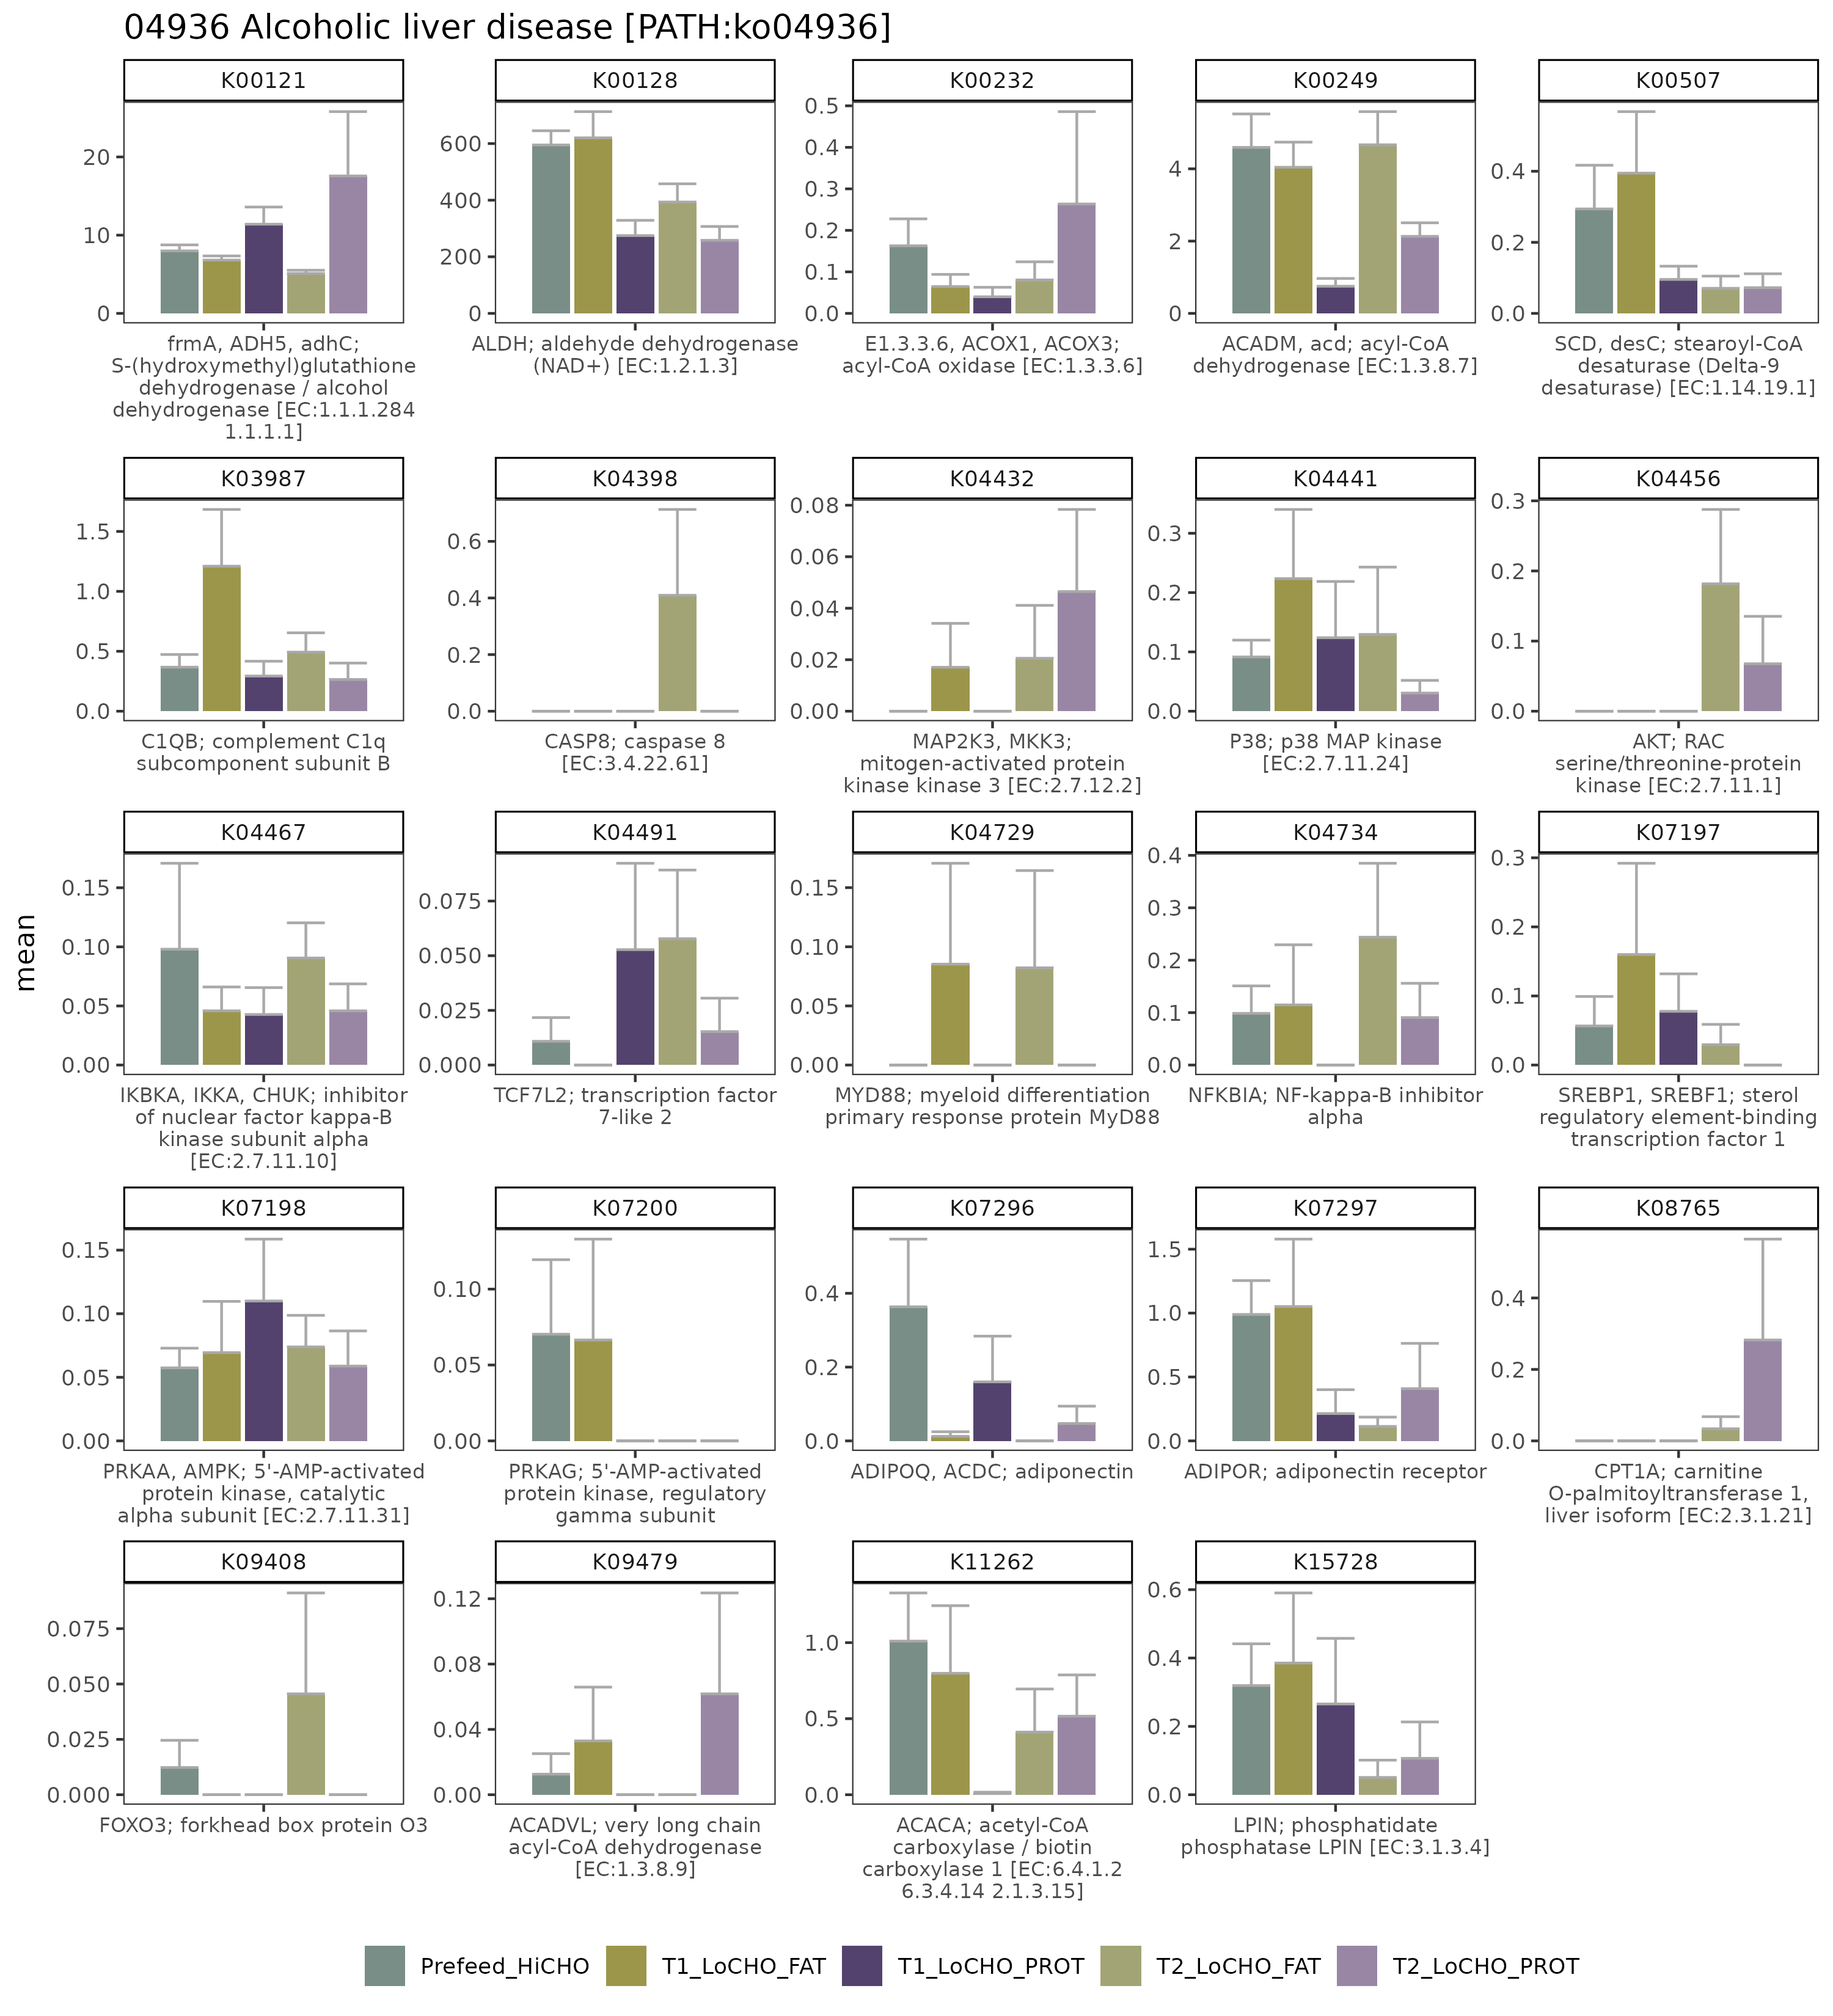 04936 Alcoholic liver disease [PATH:ko04936]
mean
K00121
20
10
0
frmA, ADH5, adhC;
S-(hydroxymethyl)glutathione
dehydrogenase / alcohol
dehydrogenase [EC:1.1.1.284
1.1.1.1]
K00128
600
400
200
0
ALDH; aldehyde dehydrogenase
(NAD+) [EC:1.2.1.3]
K00232
0.5
0.4
0.3
0.2
0.1
0.0
E1.3.3.6, ACOX1, ACOX3;
acyl-CoA oxidase [EC:1.3.3.6]
K00249
4
2
0
ACADM, acd; acyl-CoA
dehydrogenase [EC:1.3.8.7]
K00507
0.4
0.2
0.0
SCD, desC; stearoyl-CoA
desaturase (Delta-9
desaturase) [EC:1.14.19.1]
K03987
1.5
1.0
0.5
0.0
C1QB; complement C1q
subcomponent subunit B
K04398
0.6
0.4
0.2
0.0
CASP8; caspase 8
[EC:3.4.22.61]
K04432
0.08
0.06
0.04
0.02
0.00
MAP2K3, MKK3;
mitogen-activated protein
kinase kinase 3 [EC:2.7.12.2]
K04441
0.3
0.2
0.1
0.0
P38; p38 MAP kinase
[EC:2.7.11.24]
K04456
0.3
0.2
0.1
0.0
AKT; RAC
serine/threonine-protein
kinase [EC:2.7.11.1]
K04467
0.15
0.10
0.05
0.00
IKBKA, IKKA, CHUK; inhibitor
of nuclear factor kappa-B
kinase subunit alpha
[EC:2.7.11.10]
K04491
0.075
0.050
0.025
0.000
TCF7L2; transcription factor
7-like 2
K04729
0.15
0.10
0.05
0.00
MYD88; myeloid differentiation
primary response protein MyD88
K04734
0.4
0.3
0.2
0.1
0.0
NFKBIA; NF-kappa-B inhibitor
alpha
K07197
0.3
0.2
0.1
0.0
SREBP1, SREBF1; sterol
regulatory element-binding
transcription factor 1
K07198
0.15
0.10
0.05
0.00
PRKAA, AMPK; 5'-AMP-activated
protein kinase, catalytic
alpha subunit [EC:2.7.11.31]
K07200
0.10
0.05
0.00
PRKAG; 5'-AMP-activated
protein kinase, regulatory
gamma subunit
K07296
0.4
0.2
0.0
ADIPOQ, ACDC; adiponectin
K07297
1.5
1.0
0.5
0.0
ADIPOR; adiponectin receptor
K08765
0.4
0.2
0.0
CPT1A; carnitine
O-palmitoyltransferase 1,
liver isoform [EC:2.3.1.21]
K09408
0.075
0.050
0.025
0.000
FOXO3; forkhead box protein O3
K09479
0.12
0.08
0.04
0.00
ACADVL; very long chain
acyl-CoA dehydrogenase
[EC:1.3.8.9]
K11262
1.0
0.5
0.0
ACACA; acetyl-CoA
carboxylase / biotin
carboxylase 1 [EC:6.4.1.2
6.3.4.14 2.1.3.15]
K15728
0.6
0.4
0.2
0.0
LPIN; phosphatidate
phosphatase LPIN [EC:3.1.3.4]
Prefeed_HiCHO
T1_LoCHO_FAT
T1_LoCHO_PROT
T2_LoCHO_FAT
T2_LoCHO_PROT